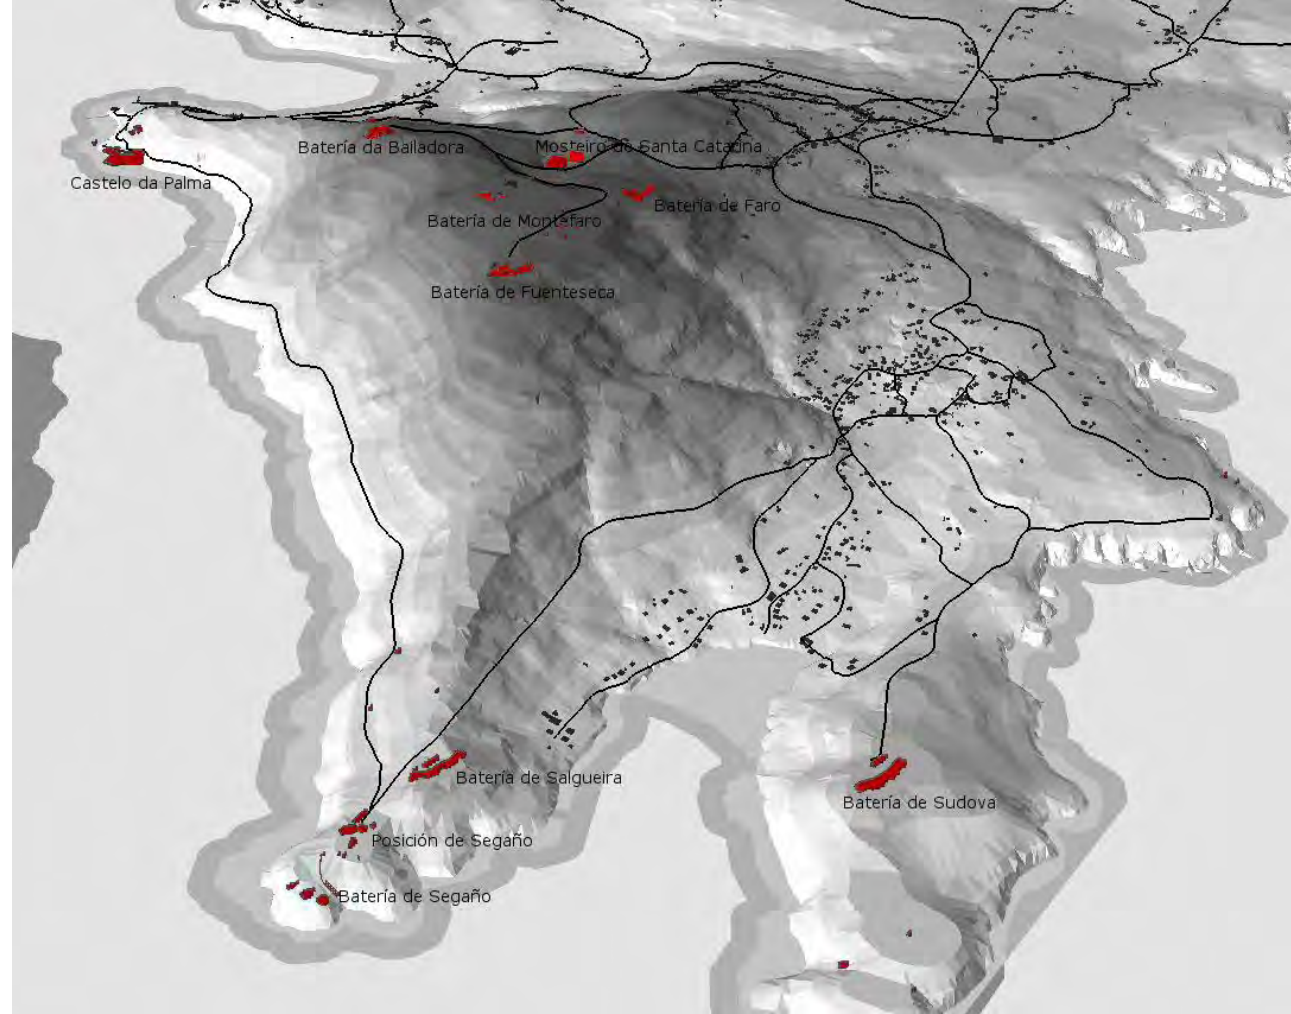 Batería da Bailadora
Mosteiro de Santa Catarina
Castelo da Palma
Batería de Montefaro
Batería de Faro
Batería de Fuenteseca
Batería de Salgueira
Batería de Sudova
Posición de Segaño
Batería de Segaño